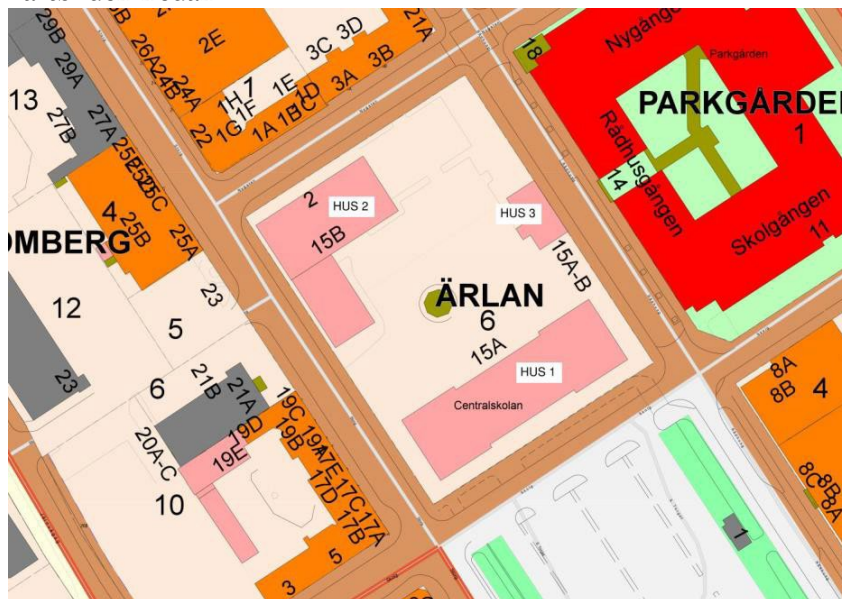 29B
29A
27B
27A
13
26A
24B
24A
22
2E
1H
1G
1F
1E
1A
1D
3C
3D
3A
3B
21A
18
Nygången
Parkgården
PARKGÅRDEN
1
Rådhusgången
14
Skolgången
11
4
25B
25C
25B
25A
OMBERG
12
23
23
5
6
21B
21A
20A-C
19C
19D
19B
19A
19E
17E
17D
17C
17B
17A
10
5
3
2
HUS 2
15B
HUS 3
15A-B
ÄRLAN
6
15A
HUS 1
Centralskolan
8A
8B
4
8C
8B
8A
1